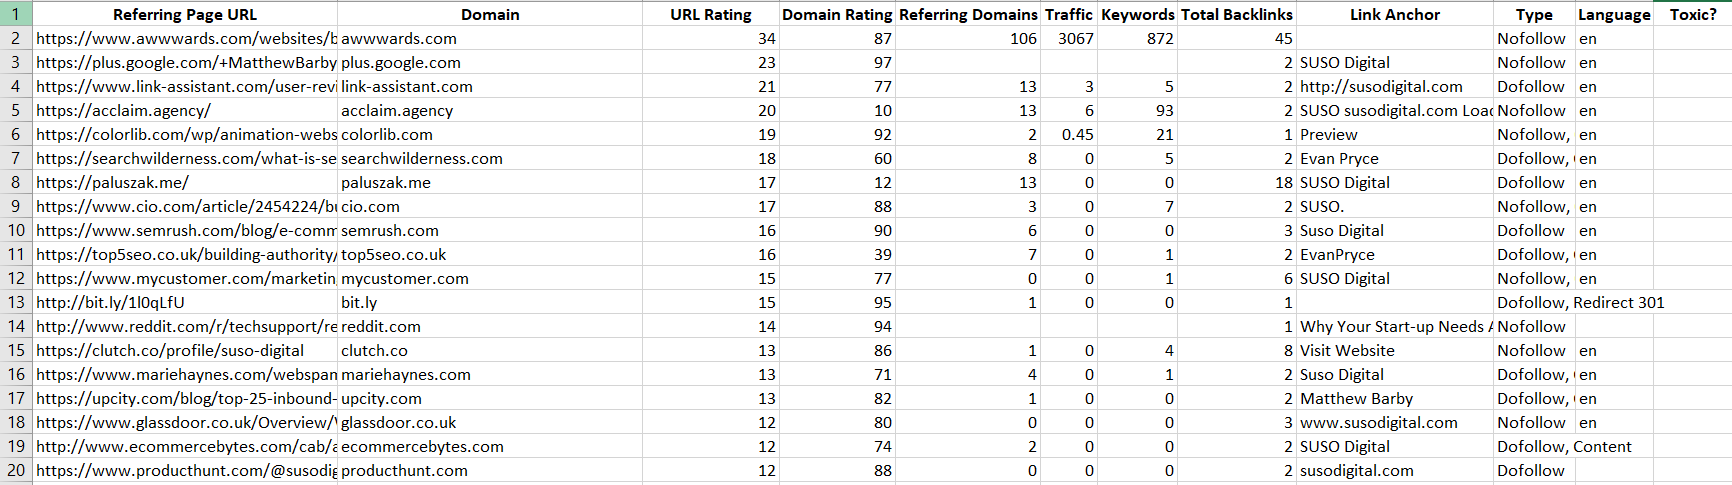 1 Referring Page URL Domain URL Rating Domain Rating Referring Domains Traffic Keywords Total Backlinks Link Anchor Type Language Toxic?
2 https://www.awwwards.com/websites/b awwwards.com 34 87 106 3067 872 45 Nofollow en
3 https://plus.google.com/+MatthewBarby plus.google.com 23 97 2 SUSO Digital Nofollow en
4 https://www.link-assistant.com/user-revi link-assistant.com 21 77 13 3 5 2 http://susodigital.com Dofollow en
5 https://acclaim.agency/ acclaim.agency 20 10 13 6 93 2 SUSO susodigital.com Load Nofollow en
6 https://colorlib.com/wp/animation-webs colorlib.com 19 92 2 0.45 21 1 Preview Nofollow, en
7 https://searchwilderness.com/what-is-se searchwilderness.com 18 60 8 0 5 2 Evan Pryce Dofollow, en
8 https://paluszak.me/ paluszak.me 17 12 13 0 0 18 SUSO Digital Dofollow en
9 https://www.cio.com/article/2454224/bu cio.com 17 88 3 0 7 2 SUSO. Nofollow, en
10 https://www.semrush.com/blog/e-comm semrush.com 16 90 6 0 0 3 Suso Digital Dofollow en
11 https://top5seo.co.uk/building-authority/ top5seo.co.uk 16 39 7 0 1 2 EvanPryce Dofollow, en
12 https://www.mycustomer.com/marketin mycustomer.com 15 77 0 0 1 6 SUSO Digital Nofollow, en
13 http://bit.ly/1l0qLfU bit.ly 15 95 1 0 0 1 Dofollow, Redirect 301
14 http://www.reddit.com/r/techsupport/re reddit.com 14 94 1 Why Your Start-up Needs A Nofollow
15 https://clutch.co/profile/suso-digital clutch.co 13 86 1 0 4 8 Visit Website Nofollow en
16 https://www.mariehaynes.com/webspam mariehaynes.com 13 71 4 0 1 2 Suso Digital Dofollow, en
17 https://upcity.com/blog/top-25-inbound- upcity.com 13 82 1 0 0 2 Matthew Barby Dofollow, en
18 https://www.glassdoor.co.uk/Overview/W glassdoor.co.uk 12 80 0 0 0 3 www.susodigital.com Nofollow en
19 http://www.ecommercebytes.com/cab/a ecommercebytes.com 12 74 2 0 0 2 SUSO Digital Dofollow, Content
20 https://www.producthunt.com/@susodig producthunt.com 12 88 0 0 0 2 susodigital.com Dofollow